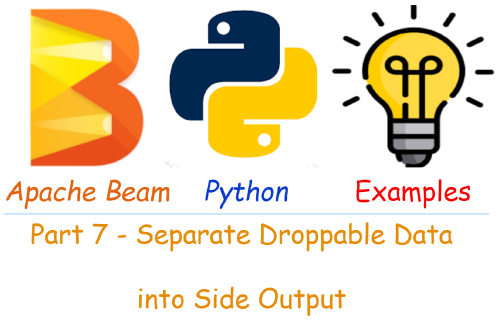 Apache Beam Python Examples
Part 7 - Separate Droppable Data
into Side Output